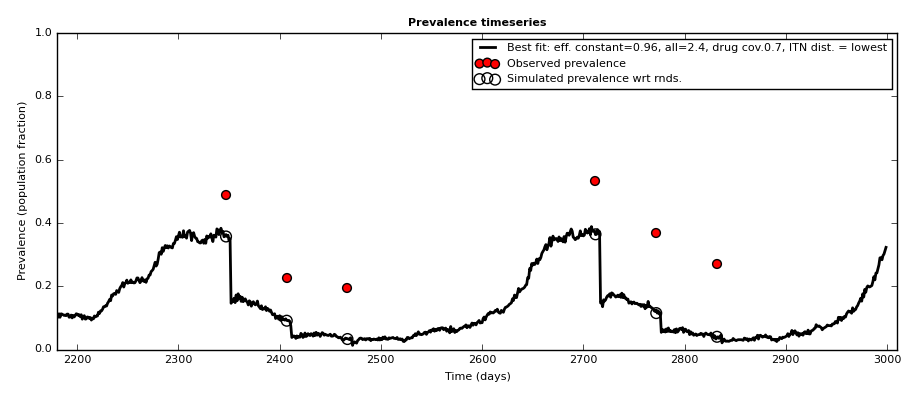 Prevalence timeseries
1.0
0.8
0.6
0.4
0.2
0.0
Prevalence (population fraction)
Best fit: eff. constant=0.96, all=2.4, drug cov.0.7, ITN dist. = lowest
Observed prevalence
Simulated prevalence wrt rnds.
2200 2300 2400 2500 2600 2700 2800 2900 3000
Time (days)